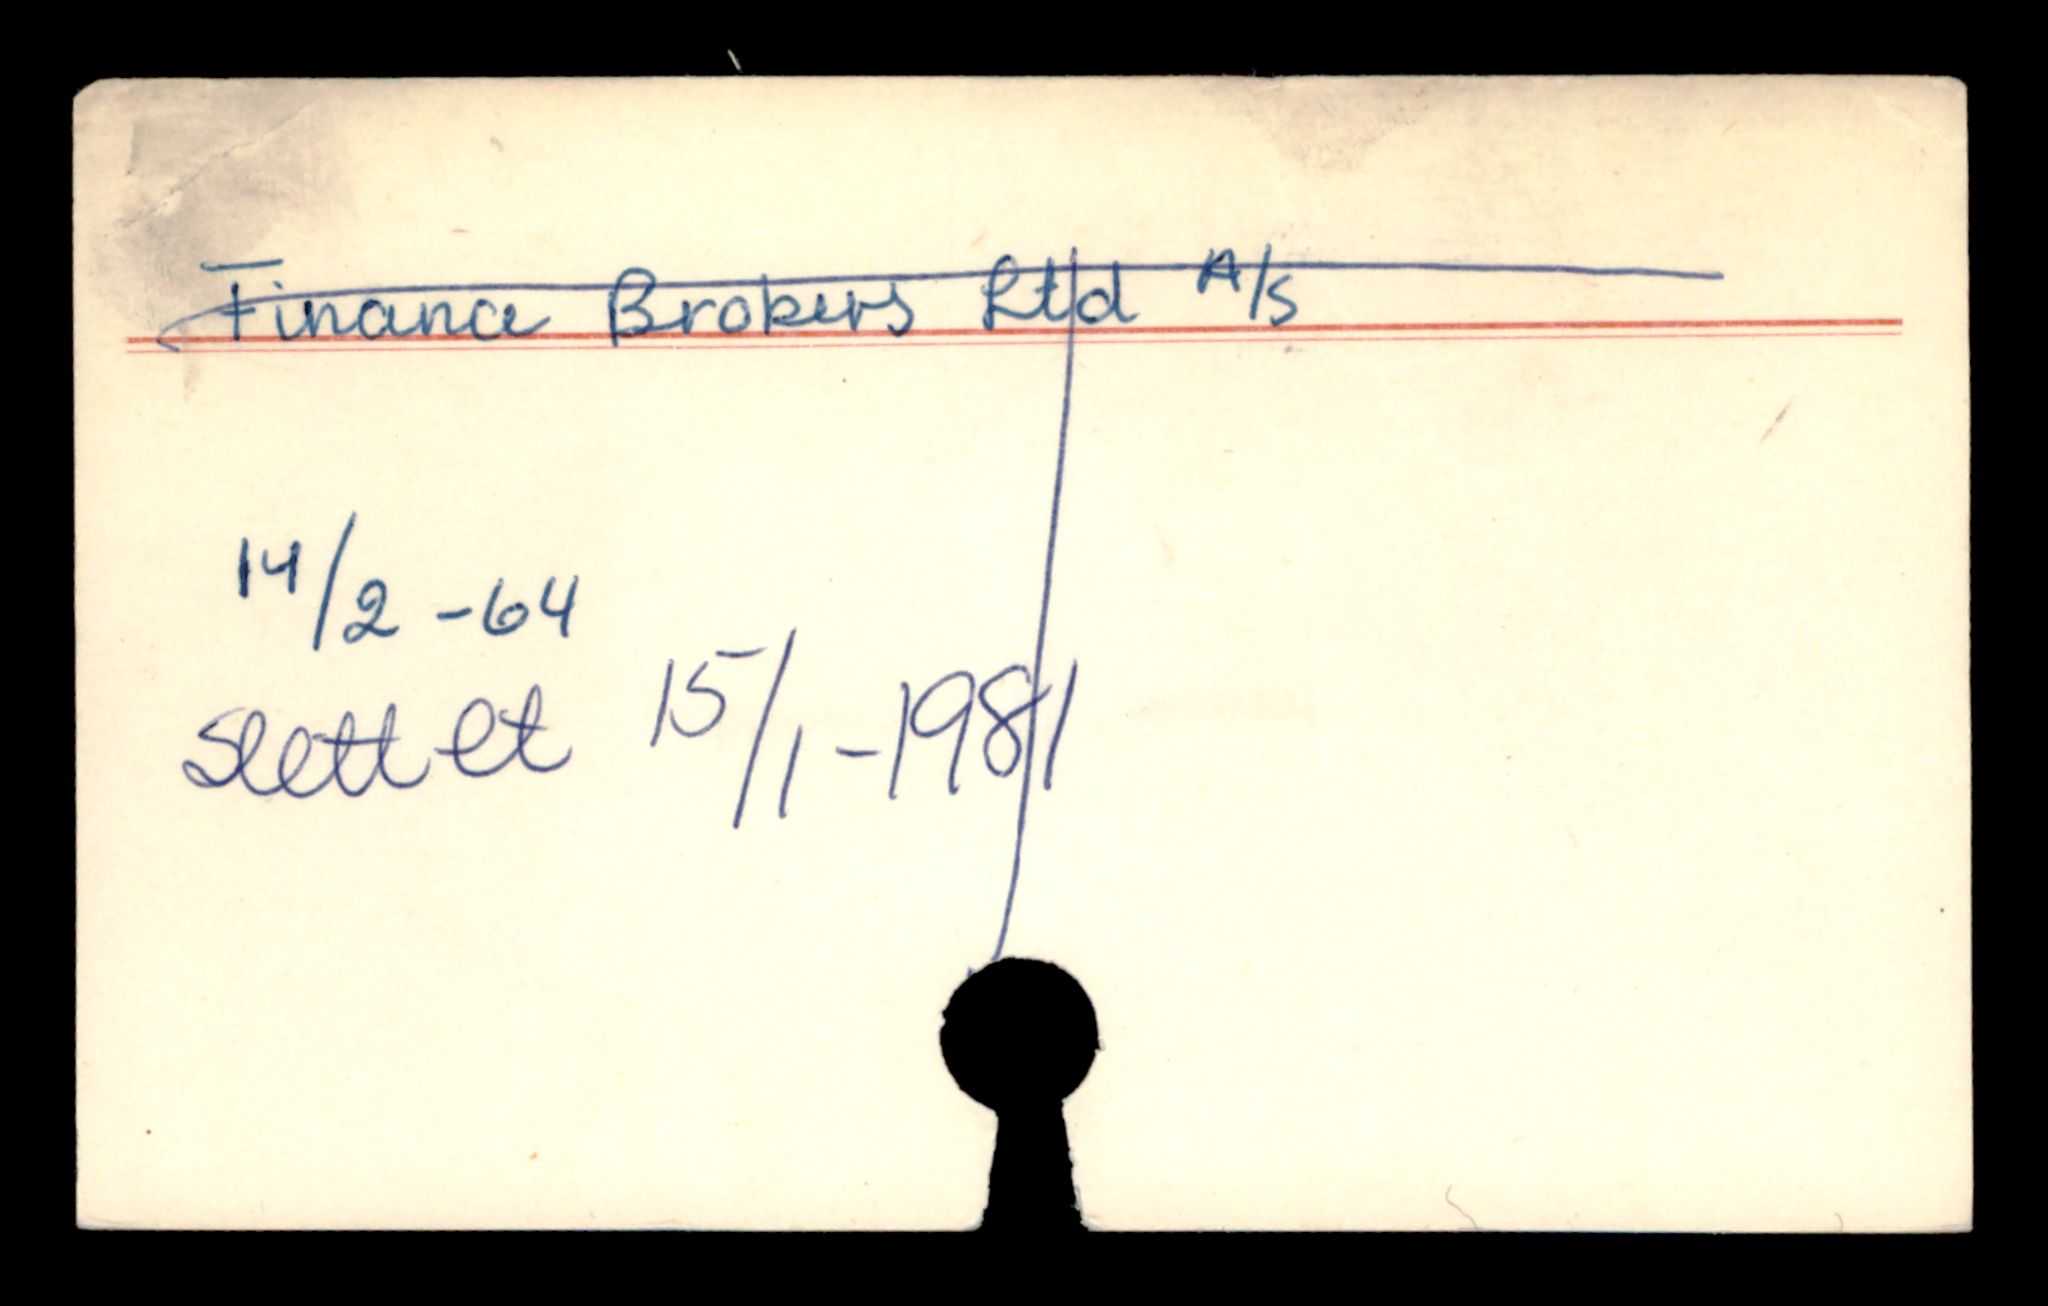 Finance Brokers Ltd A/S
14/2 - 64
Slettet 15/1 - 1981